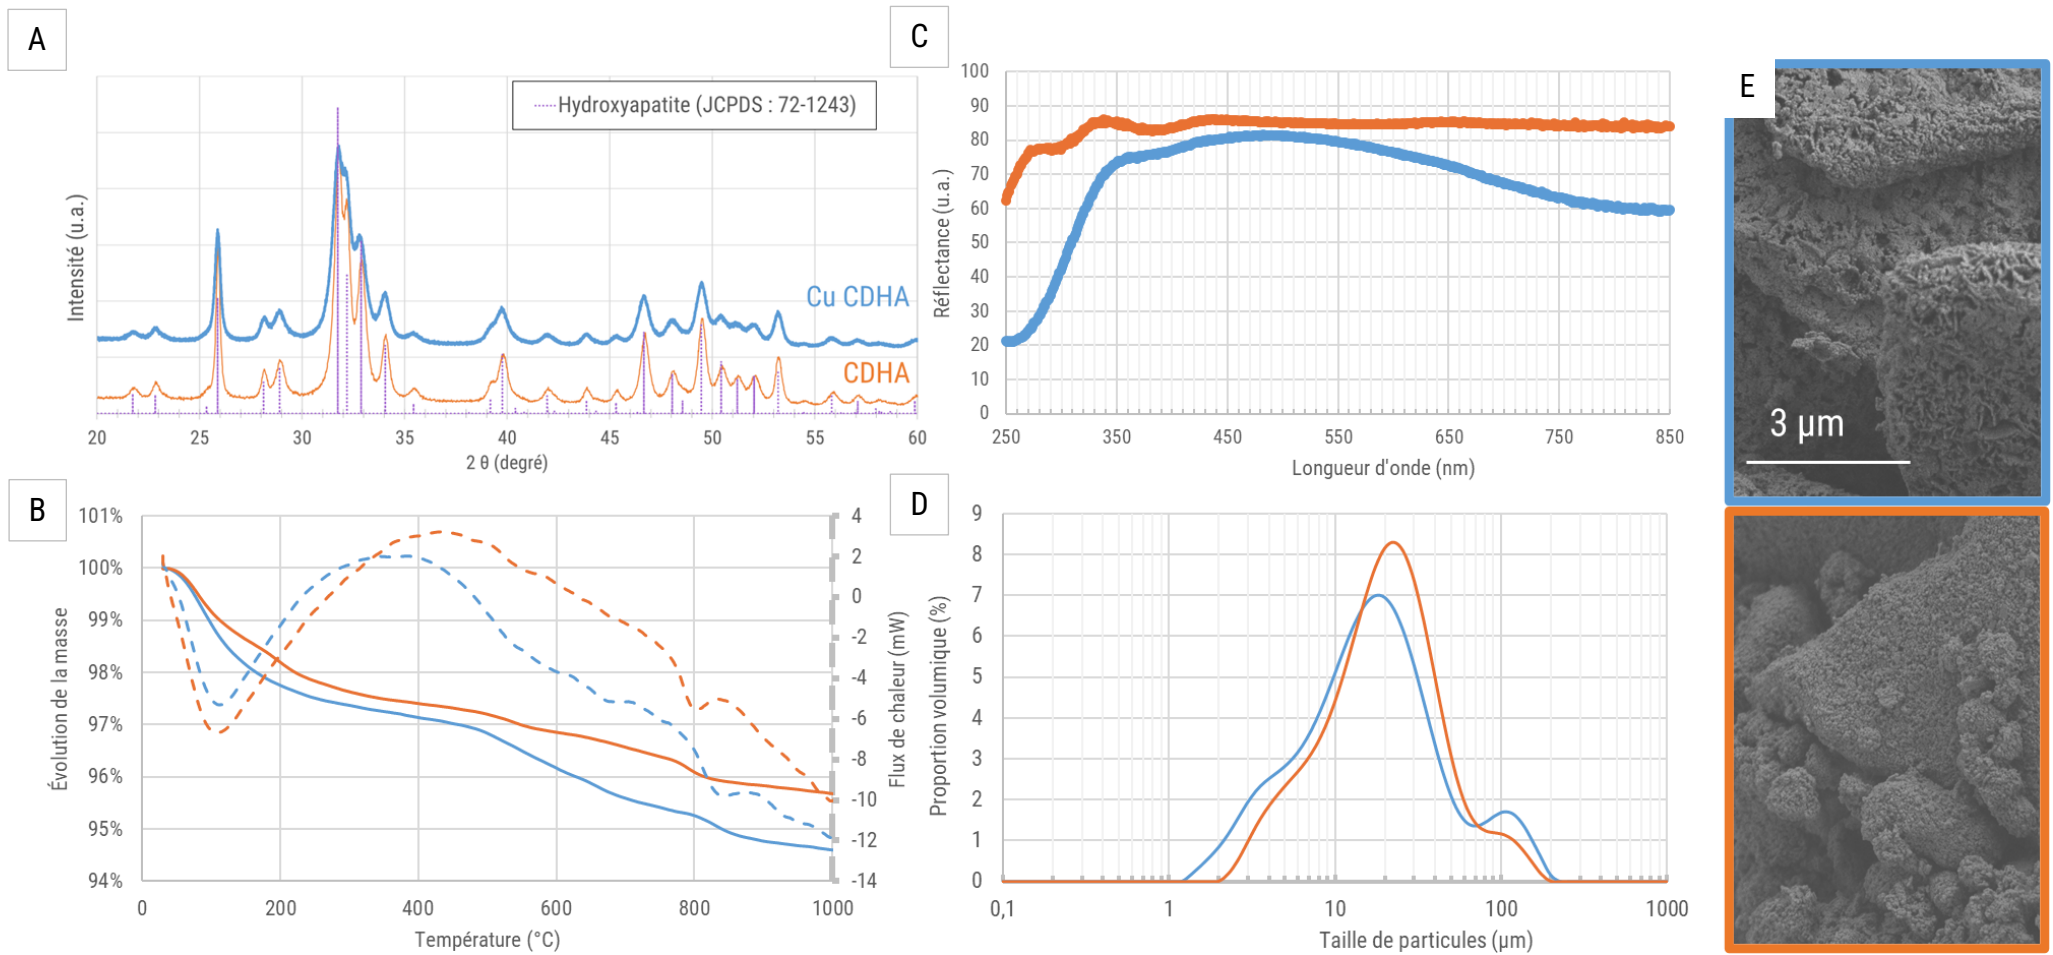 A
Hydroxyapatite (JCPDS : 72-1243)
Intensité (u.a.)
Cu CDHA
CDHA
20 25 30 35 40 45 50 55 60
2 θ (degré)
B
101%
100%
99%
98%
97%
96%
95%
94%
Évolution de la masse
4
2
0
-2
-4
-6
-8
-10
-12
-14
Flux de chaleur (mW)
0 200 400 600 800 1000
Température (°C)
C
100
90
80
70
60
50
40
30
20
10
0
Réflectance (u.a.)
250 350 450 550 650 750 850
Longueur d'onde (nm)
D
9
8
7
6
5
4
3
2
1
0
Proportion volumique (%)
0,1 1 10 100 1000
Taille de particules (µm)
E
3 µm